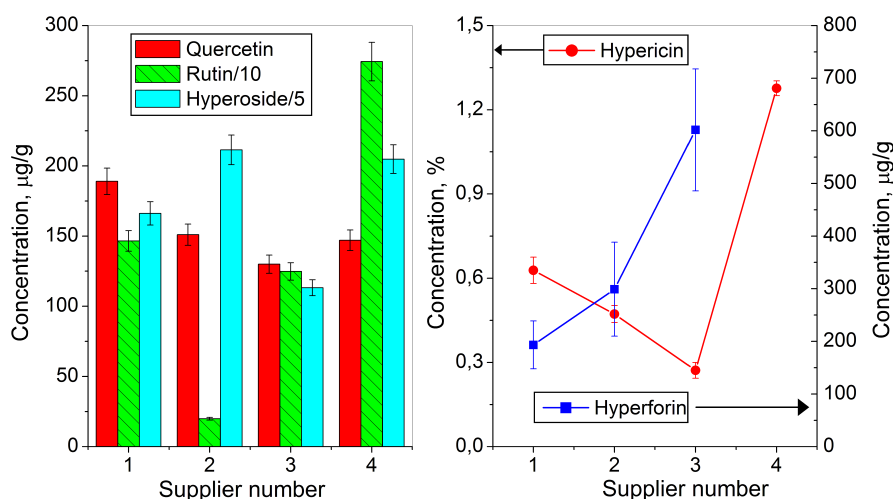 Concentration, μg/g
300
250
200
150
100
50
0
Quercetin
Rutin/10
Hyperoside/5
1 2 3 4
Supplier number
Concentration, %
1,5
1,2
0,9
0,6
0,3
0,0
Hypericin
Hyperforin
1 2 3 4
Supplier number
800
700
600
500
400
300
200
100
0
Concentration, μg/g